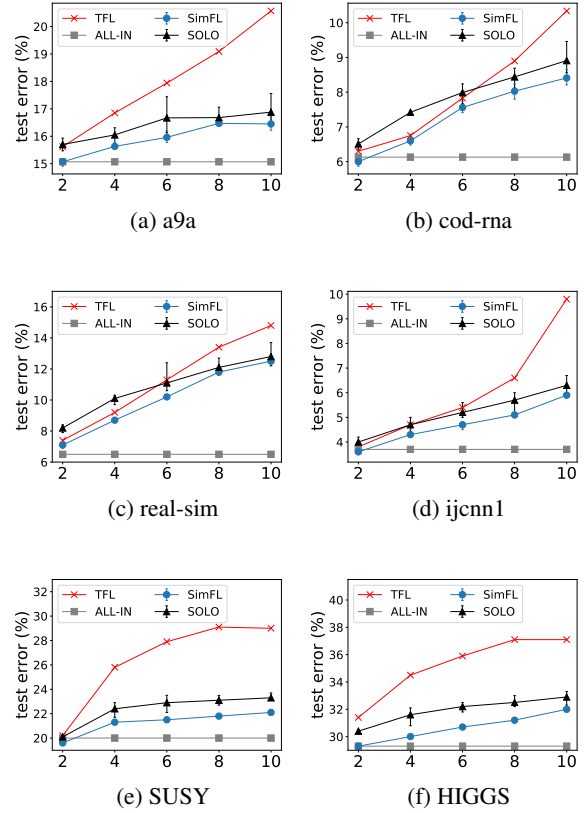 TFL SimFL
ALL-IN SOLO
test error (%)
20
19
18
17
16
15
2 4 6 8 10
(a) a9a
TFL SimFL
ALL-IN SOLO
test error (%)
10
9
8
7
6
2 4 6 8 10
(b) cod-rna
TFL SimFL
ALL-IN SOLO
test error (%)
16
14
12
10
8
6
2 4 6 8 10
(c) real-sim
TFL SimFL
ALL-IN SOLO
test error (%)
10
9
8
7
6
5
4
2 4 6 8 10
(d) ijcnn1
TFL SimFL
ALL-IN SOLO
test error (%)
32
30
28
26
24
22
20
2 4 6 8 10
(e) SUSY
TFL SimFL
ALL-IN SOLO
test error (%)
38
36
34
32
30
2 4 6 8 10
(f) HIGGS